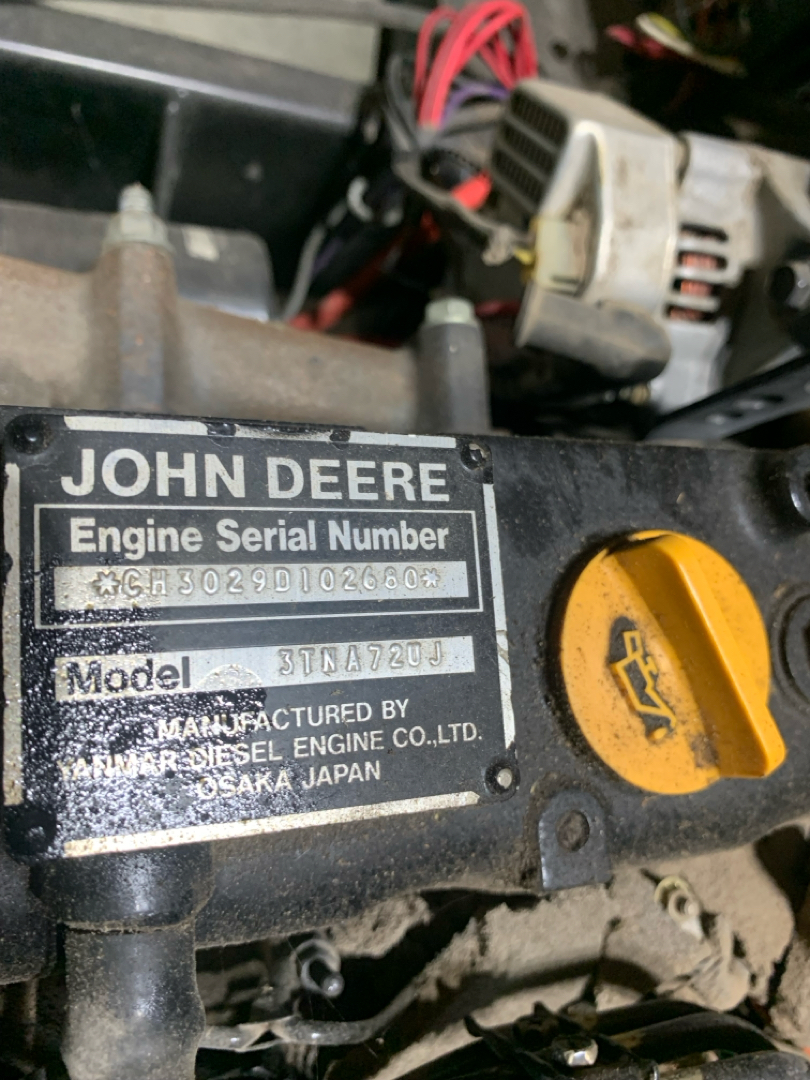 JOHN DEERE
Engine Serial Number
*CH3029D102680*
Model 3TNA72UJ
MANUFACTURED BY
YANMAR DIESEL ENGINE CO.,LTD.
OSAKA JAPAN